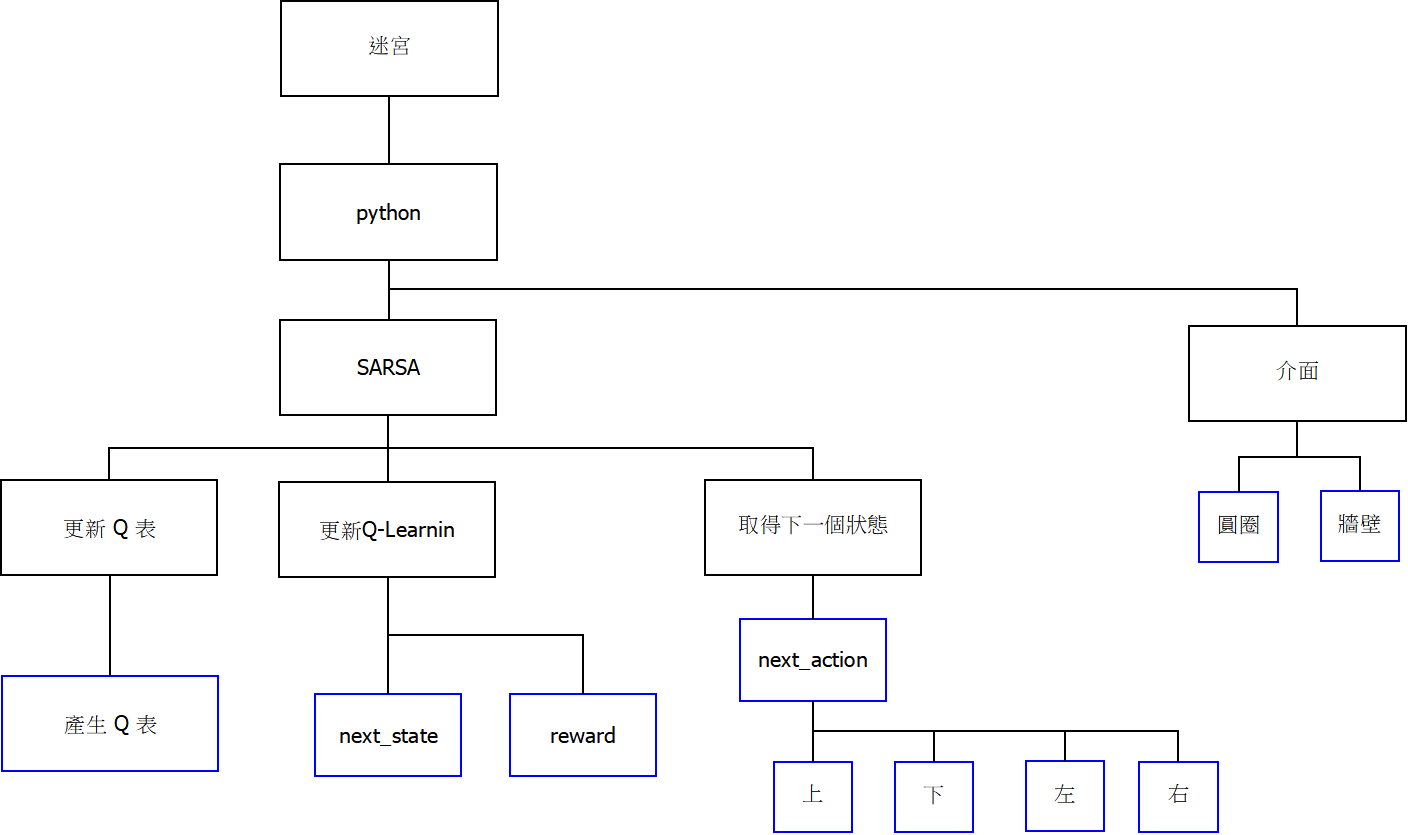 迷宮
python
SARSA
介面
更新 Q 表
更新Q-Learnin
取得下一個狀態
圓圈
牆壁
產生 Q 表
next_state
reward
next_action
上
下
左
右